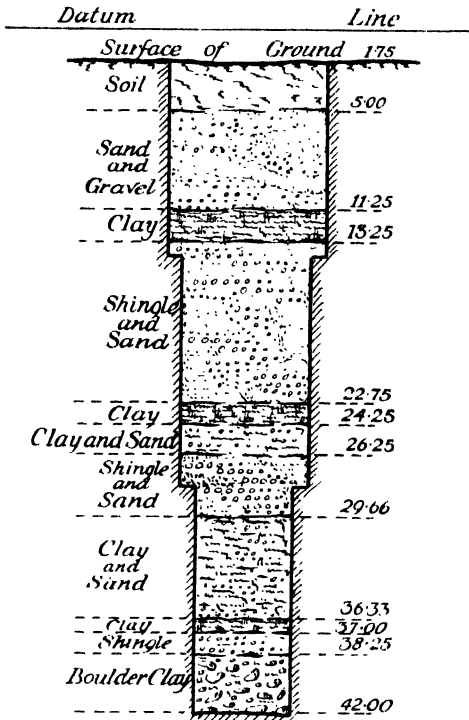 Datum Line
Surface of Ground 1·75
Soil
5·00
Sand
and
Gravel
11·25
Clay
13·25
Shingle
and
Sand
22·75
Clay
24·25
Clay and Sand
26·25
Shingle
and
Sand
29·66
Clay
and
Sand
36·33
Clay
37·00
Shingle
38·25
Boulder Clay
42·00